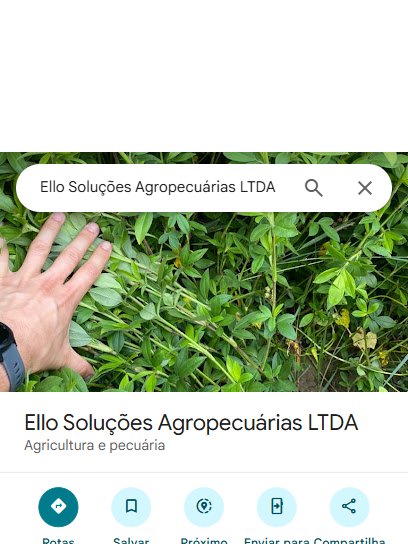 Ello Soluções Agropecuárias LTDA
Ello Soluções Agropecuárias LTDA
Agricultura e pecuária
Rotas Salvar Próximo Enviar para Compartilha